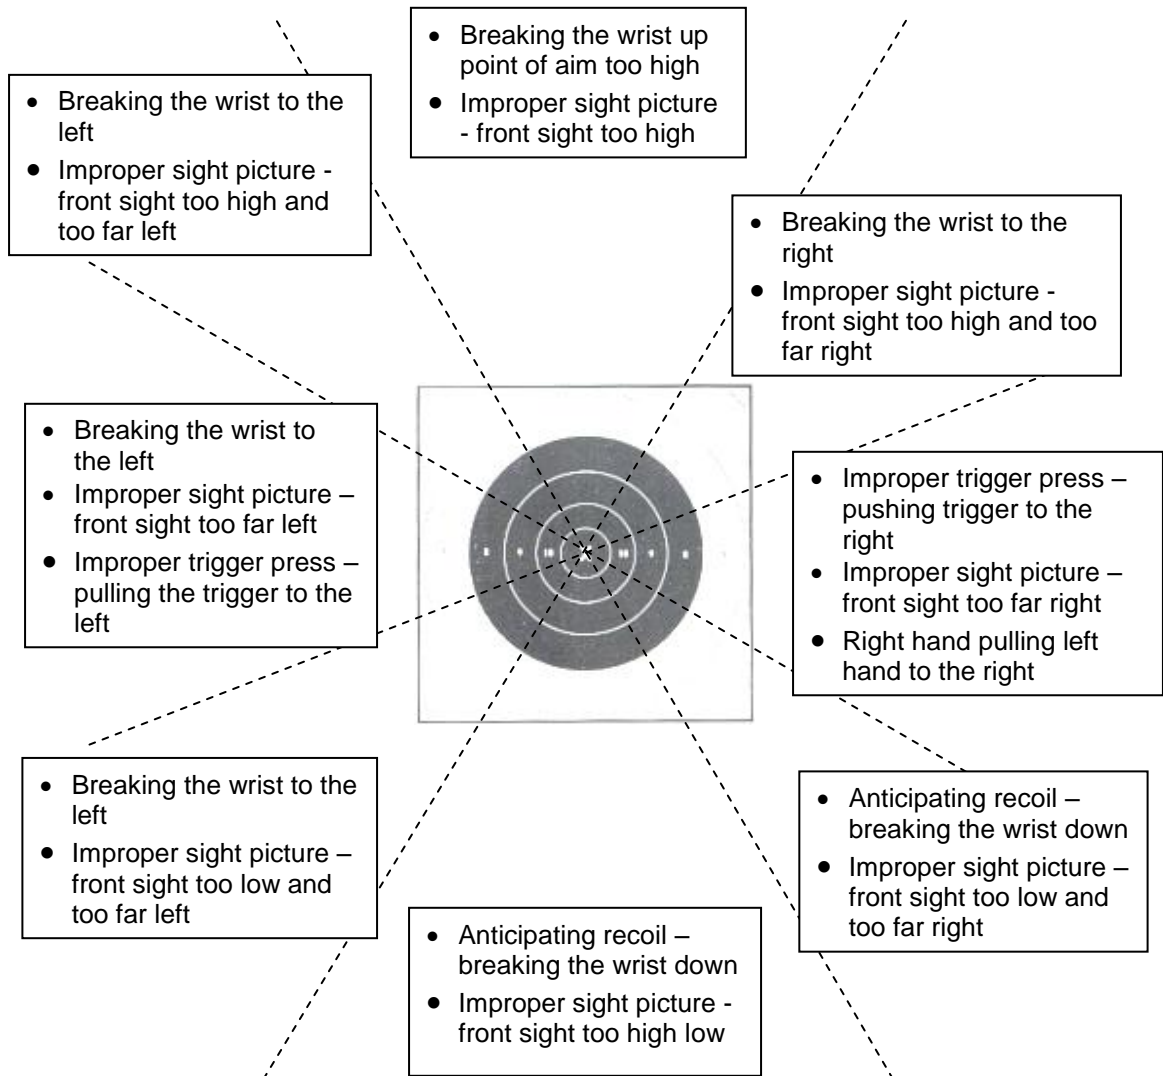 • Breaking the wrist up
point of aim too high
• Improper sight picture
- front sight too high
• Breaking the wrist to the
left
• Improper sight picture -
front sight too high and
too far left
• Breaking the wrist to the
right
• Improper sight picture -
front sight too high and too
far right
• Breaking the wrist to
the left
• Improper sight picture –
front sight too far left
• Improper trigger press –
pulling the trigger to the
left
8 9 10 X 10 9 8
• Improper trigger press –
pushing trigger to the
right
• Improper sight picture –
front sight too far right
• Right hand pulling left
hand to the right
• Breaking the wrist to the
left
• Improper sight picture –
front sight too low and
too far left
• Anticipating recoil –
breaking the wrist down
• Improper sight picture –
front sight too low and
too far right
• Anticipating recoil –
breaking the wrist down
• Improper sight picture -
front sight too high low